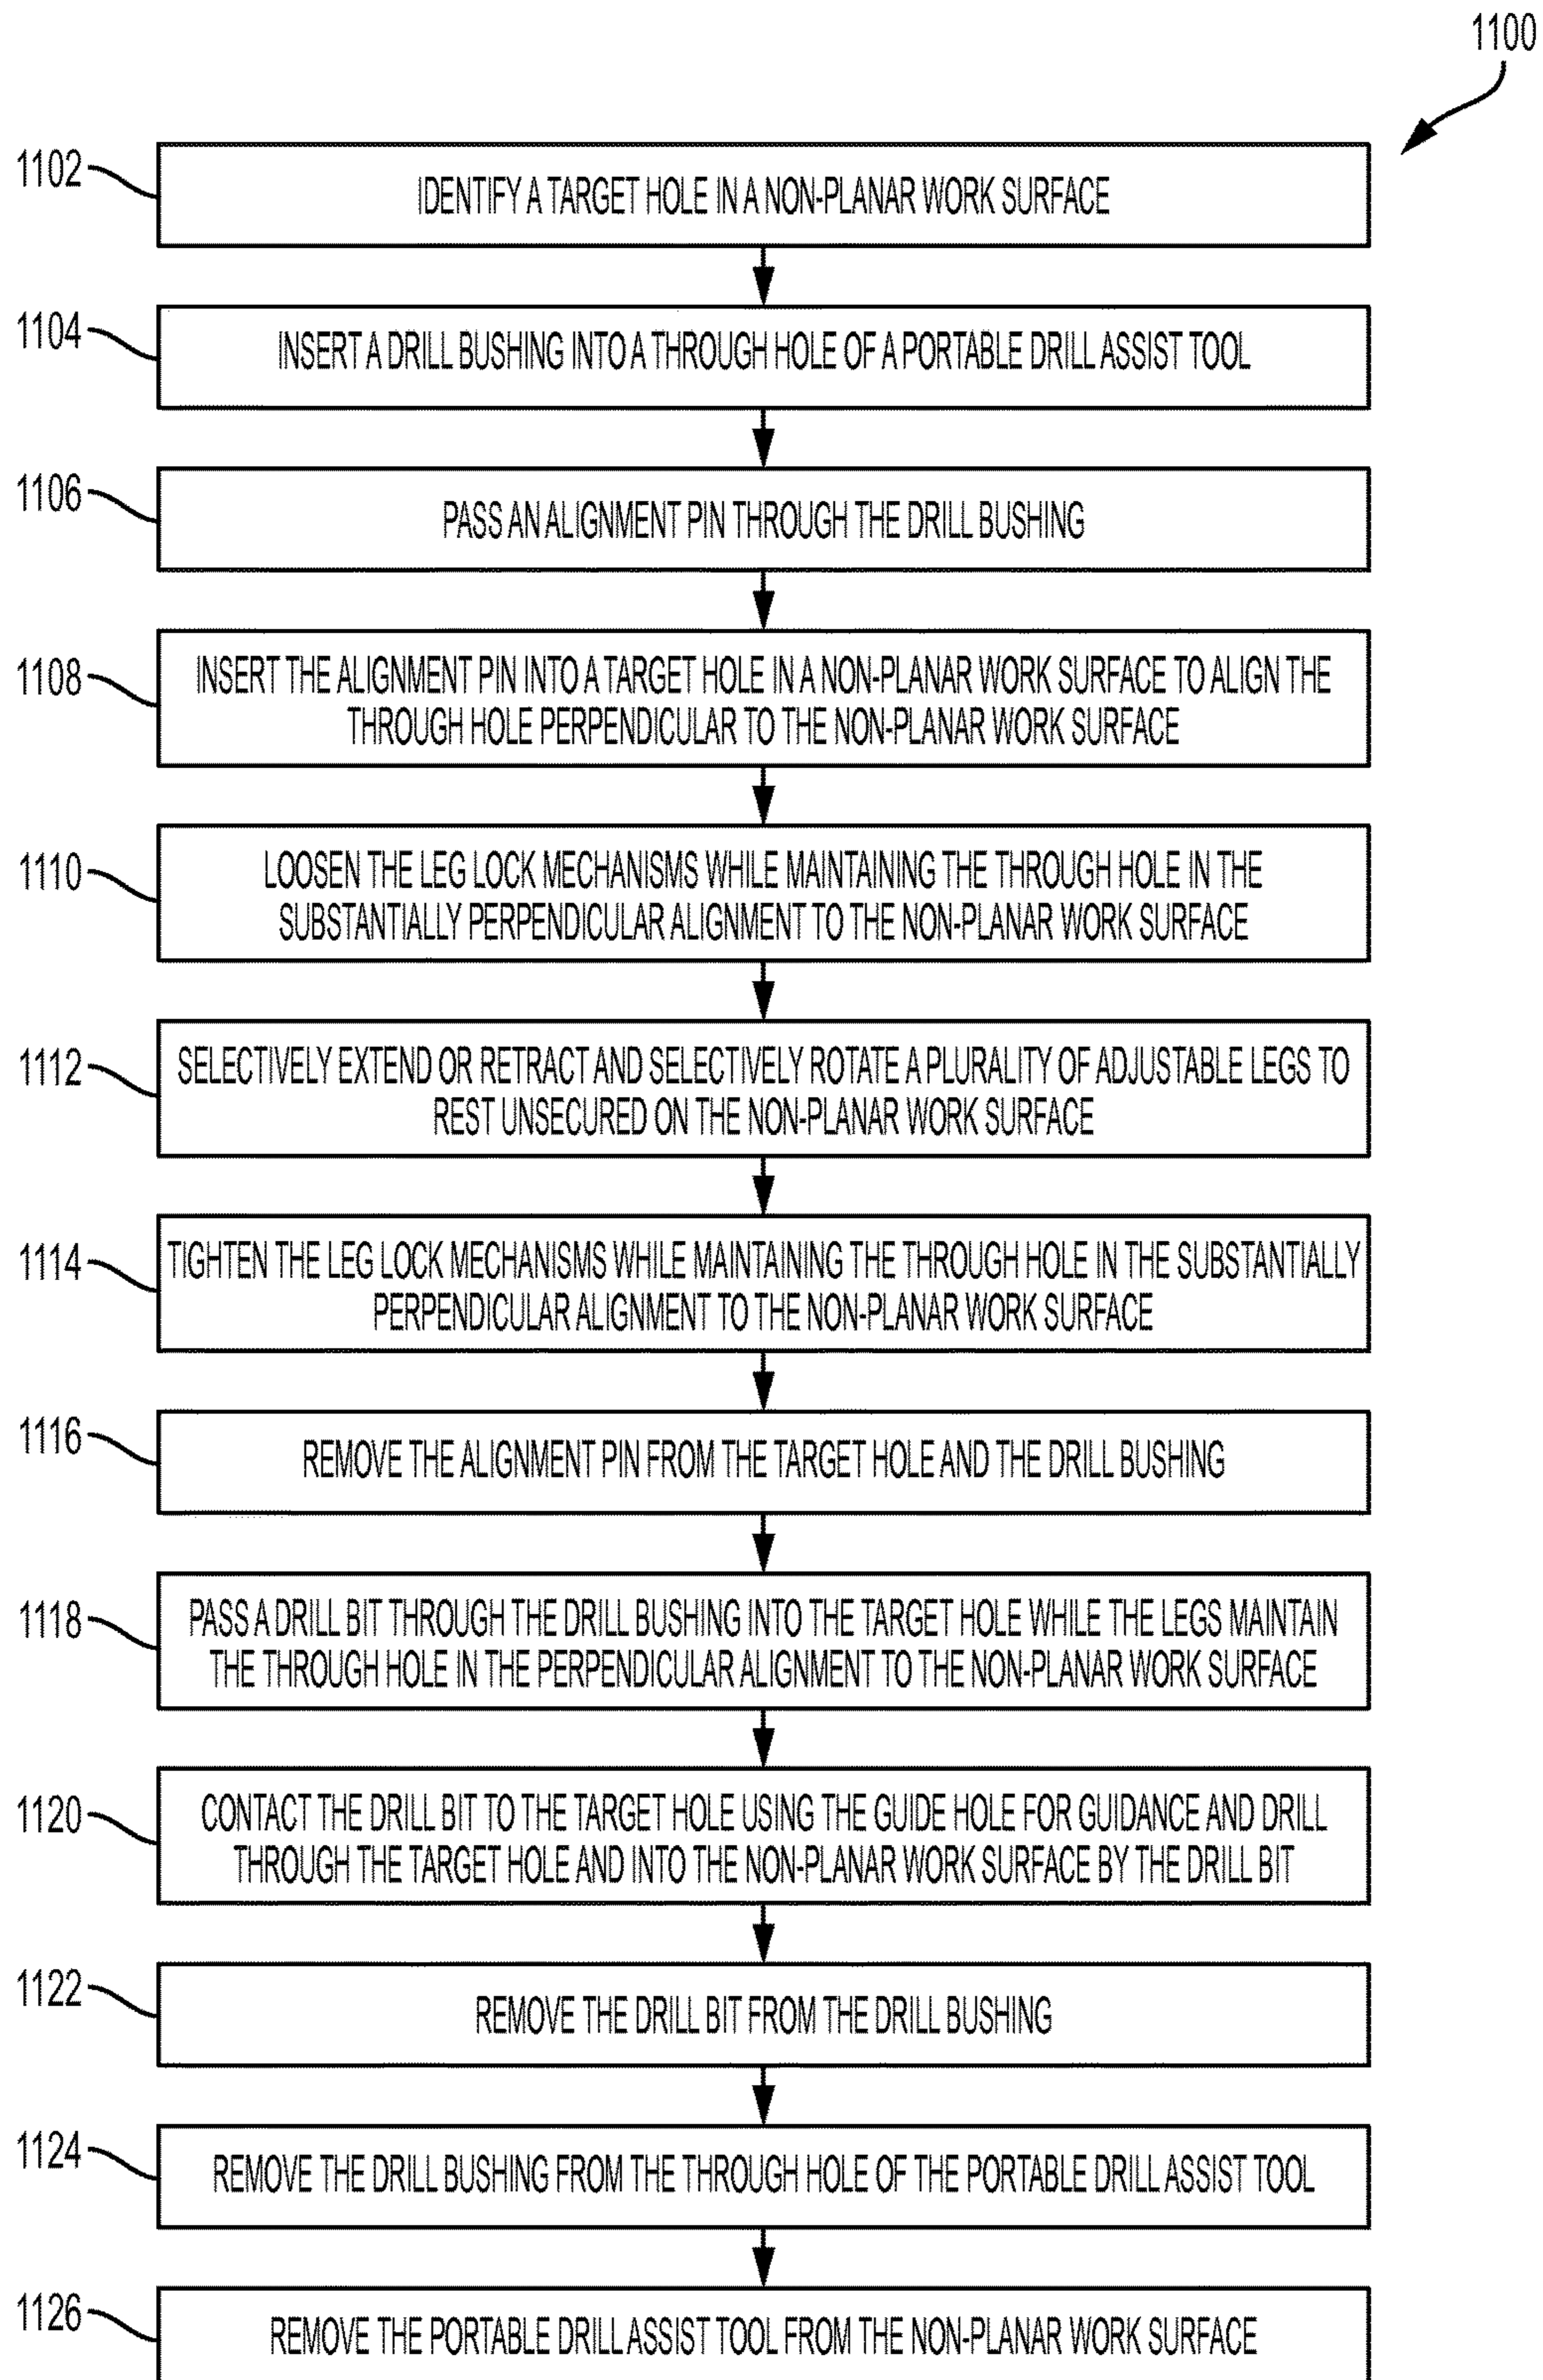 1100
1102
IDENTIFY A TARGET HOLE IN A NON-PLANAR WORK SURFACE
1104
INSERT A DRILL BUSHING INTO A THROUGH HOLE OF A PORTABLE DRILL ASSIST TOOL
1106
PASS AN ALIGNMENT PIN THROUGH THE DRILL BUSHING
1108
INSERT THE ALIGNMENT PIN INTO A TARGET HOLE IN A NON-PLANAR WORK SURFACE TO ALIGN THE
THROUGH HOLE PERPENDICULAR TO THE NON-PLANAR WORK SURFACE
1110
LOOSEN THE LEG LOCK MECHANISMS WHILE MAINTAINING THE THROUGH HOLE IN THE
SUBSTANTIALLY PERPENDICULAR ALIGNMENT TO THE NON-PLANAR WORK SURFACE
1112
SELECTIVELY EXTEND OR RETRACT AND SELECTIVELY ROTATE A PLURALITY OF ADJUSTABLE LEGS TO
REST UNSECURED ON THE NON-PLANAR WORK SURFACE
1114
TIGHTEN THE LEG LOCK MECHANISMS WHILE MAINTAINING THE THROUGH HOLE IN THE SUBSTANTIALLY
PERPENDICULAR ALIGNMENT TO THE NON-PLANAR WORK SURFACE
1116
REMOVE THE ALIGNMENT PIN FROM THE TARGET HOLE AND THE DRILL BUSHING
1118
PASS A DRILL BIT THROUGH THE DRILL BUSHING INTO THE TARGET HOLE WHILE THE LEGS MAINTAIN
THE THROUGH HOLE IN THE PERPENDICULAR ALIGNMENT TO THE NON-PLANAR WORK SURFACE
1120
CONTACT THE DRILL BIT TO THE TARGET HOLE USING THE GUIDE HOLE FOR GUIDANCE AND DRILL
THROUGH THE TARGET HOLE AND INTO THE NON-PLANAR WORK SURFACE BY THE DRILL BIT
1122
REMOVE THE DRILL BIT FROM THE DRILL BUSHING
1124
REMOVE THE DRILL BUSHING FROM THE THROUGH HOLE OF THE PORTABLE DRILL ASSIST TOOL
1126
REMOVE THE PORTABLE DRILL ASSIST TOOL FROM THE NON-PLANAR WORK SURFACE